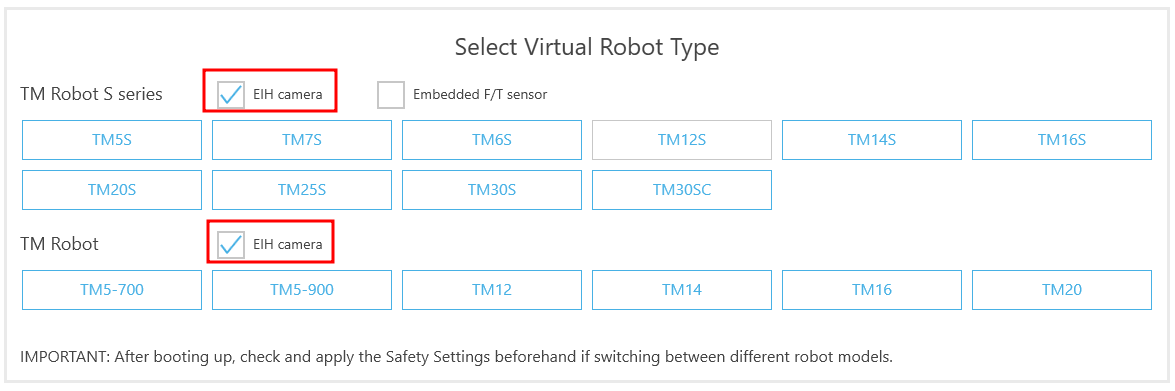 Select Virtual Robot Type
TM Robot S series EIH camera Embedded F/T sensor
TM5S TM7S TM6S TM12S TM14S TM16S
TM20S TM25S TM30S TM30SC
TM Robot EIH camera
TM5-700 TM5-900 TM12 TM14 TM16 TM20
IMPORTANT: After booting up, check and apply the Safety Settings beforehand if switching between different robot models.